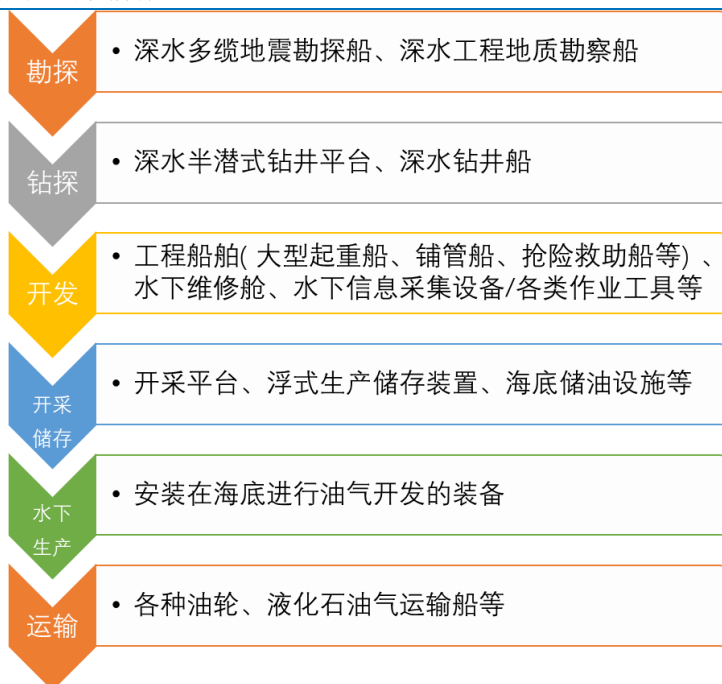 勘探
• 深水多缆地震勘探船、深水工程地质勘察船
钻探
• 深水半潜式钻井平台、深水钻井船
开发
• 工程船舶( 大型起重船、铺管船、抢险救助船等) 、
水下维修舱、水下信息采集设备/各类作业工具等
开采
储存
• 开采平台、浮式生产储存装置、海底储油设施等
水下
生产
• 安装在海底进行油气开发的装备
运输
• 各种油轮、液化石油气运输船等